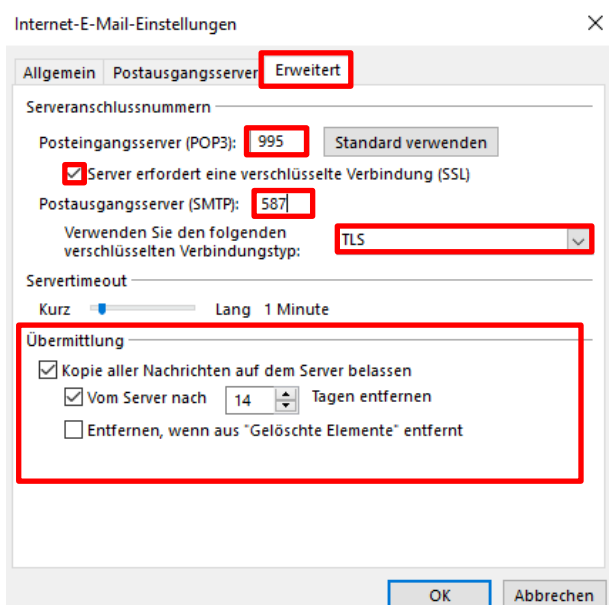 Internet-E-Mail-Einstellungen
Allgemein Postausgangsserver Erweitert
Serveranschlussnummern
Posteingangsserver (POP3): 995 Standard verwenden
Server erfordert eine verschlüsselte Verbindung (SSL)
Postausgangsserver (SMTP): 587
Verwenden Sie den folgenden
verschlüsselten Verbindungstyp: TLS
Servertimeout
Kurz Lang 1 Minute
Übermittlung
Kopie aller Nachrichten auf dem Server belassen
Vom Server nach 14 Tagen entfernen
Entfernen, wenn aus "Gelöschte Elemente" entfernt
OK Abbrechen